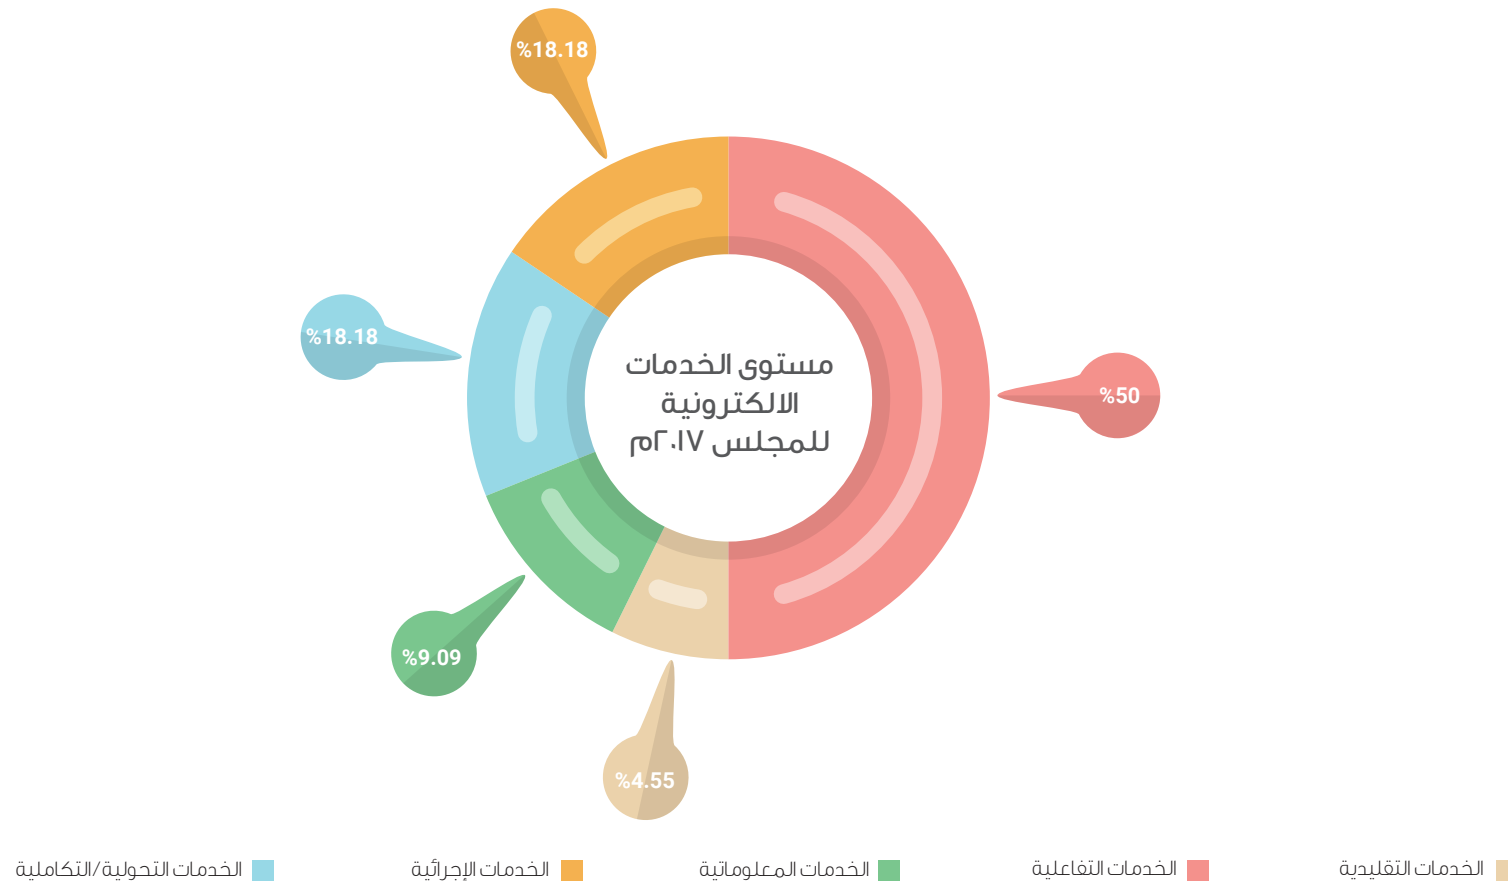 %18.18
%18.18
%50
مستوى الخدمات
الالكترونية
للمجلس ٢٠١٧م
%9.09
%4.55
الخدمات التقليدية
الخدمات التفاعلية
الخدمات المعلوماتية
الخدمات الإجرائية
الخدمات التحولية/التكاملية